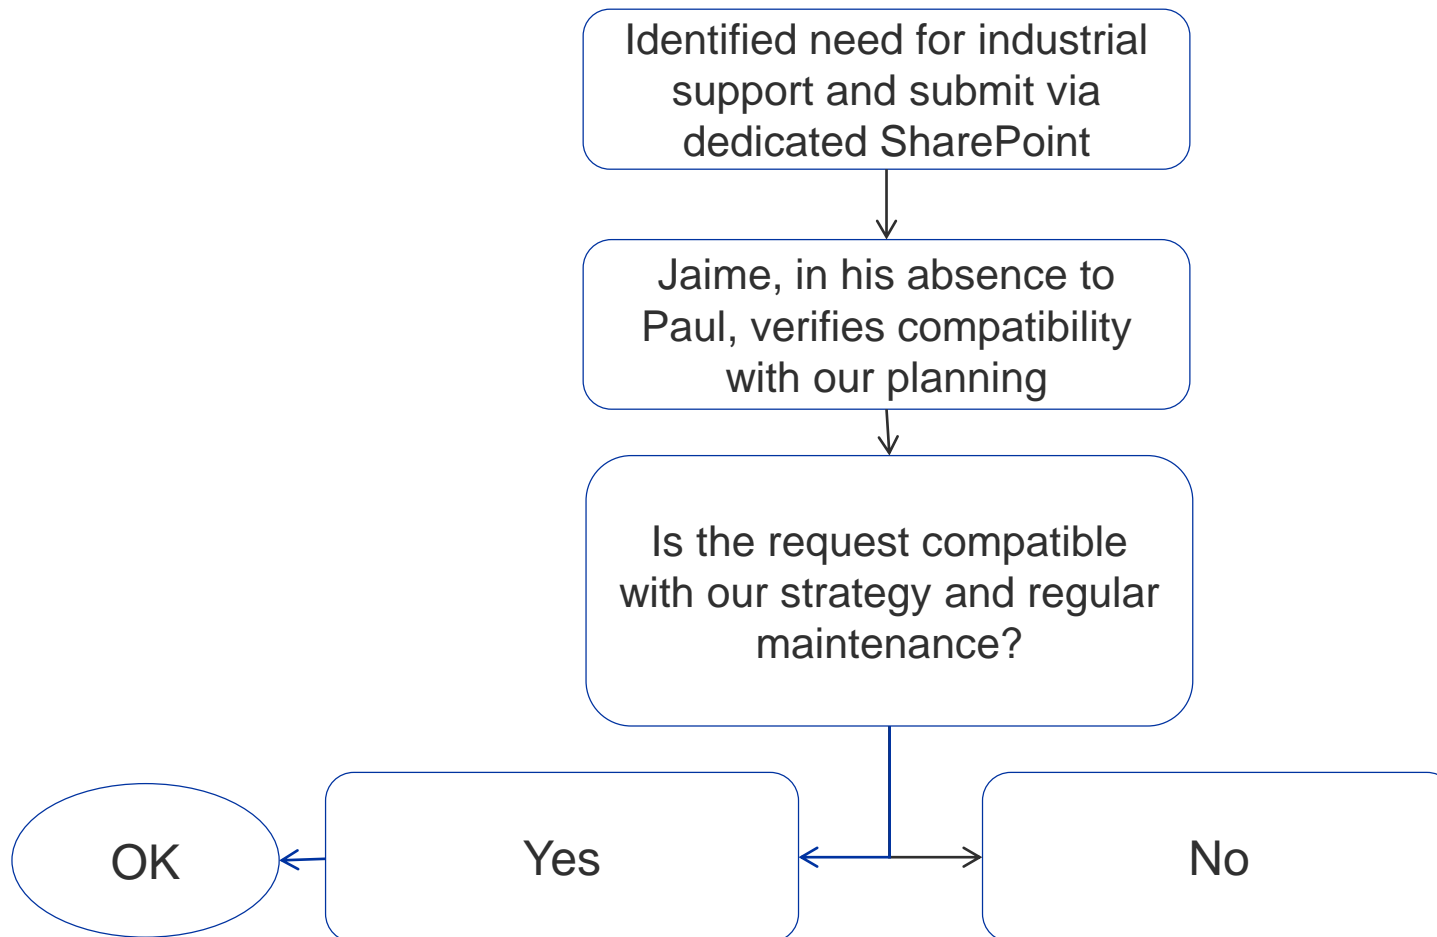 Identified need for industrial
support and submit via
dedicated SharePoint
Jaime, in his absence to
Paul, verifies compatibility
with our planning
Is the request compatible
with our strategy and regular
maintenance?
OK
Yes
No